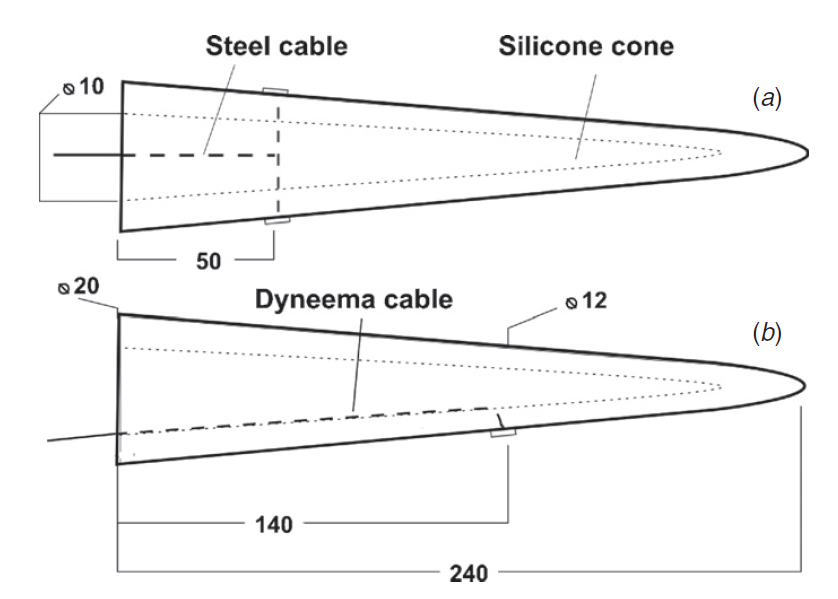 Steel cable
Silicone cone
⌀10
(a)
50
⌀20
Dyneema cable
⌀12
(b)
140
240